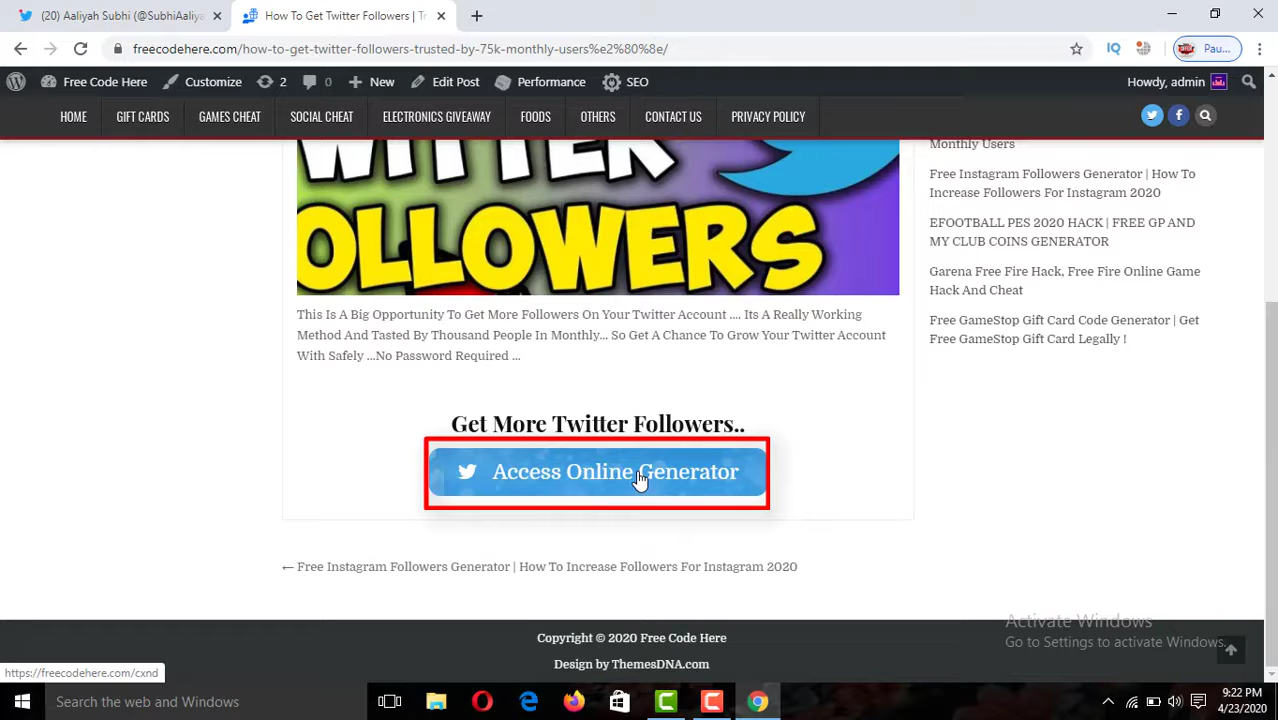 (20) Aaliyah Subhi (@SubhiAaliya
How To Get Twitter Followers | Tr
freecodehere.com/how-to-get-twitter-followers-trusted-by-75k-monthly-users%e2%80%8e/
IQ
Pau...
Free Code Here
Customize
2
0
New
Edit Post
Performance
SEO
Howdy, admin
HOME
GIFT CARDS
GAMES CHEAT
SOCIAL CHEAT
ELECTRONICS GIVEAWAY
FOODS
OTHERS
CONTACT US
PRIVACY POLICY
WITTER
OLLOWERS
Monthly Users
Free Instagram Followers Generator | How To
Increase Followers For Instagram 2020
EFOOTBALL PES 2020 HACK | FREE GP AND
MY CLUB COINS GENERATOR
Garena Free Fire Hack, Free Fire Online Game
Hack And Cheat
Free GameStop Gift Card Code Generator | Get
Free GameStop Gift Card Legally !
This Is A Big Opportunity To Get More Followers On Your Twitter Account .... Its A Really Working
Method And Tasted By Thousand People In Monthly... So Get A Chance To Grow Your Twitter Account
With Safely ...No Password Required ...
Get More Twitter Followers..
Access Online Generator
← Free Instagram Followers Generator | How To Increase Followers For Instagram 2020
Copyright © 2020 Free Code Here
Design by ThemesDNA.com
Activate Windows
Go to Settings to activate Windows.
https://freecodehere.com/cxnd
Search the web and Windows
9:22 PM
4/23/2020